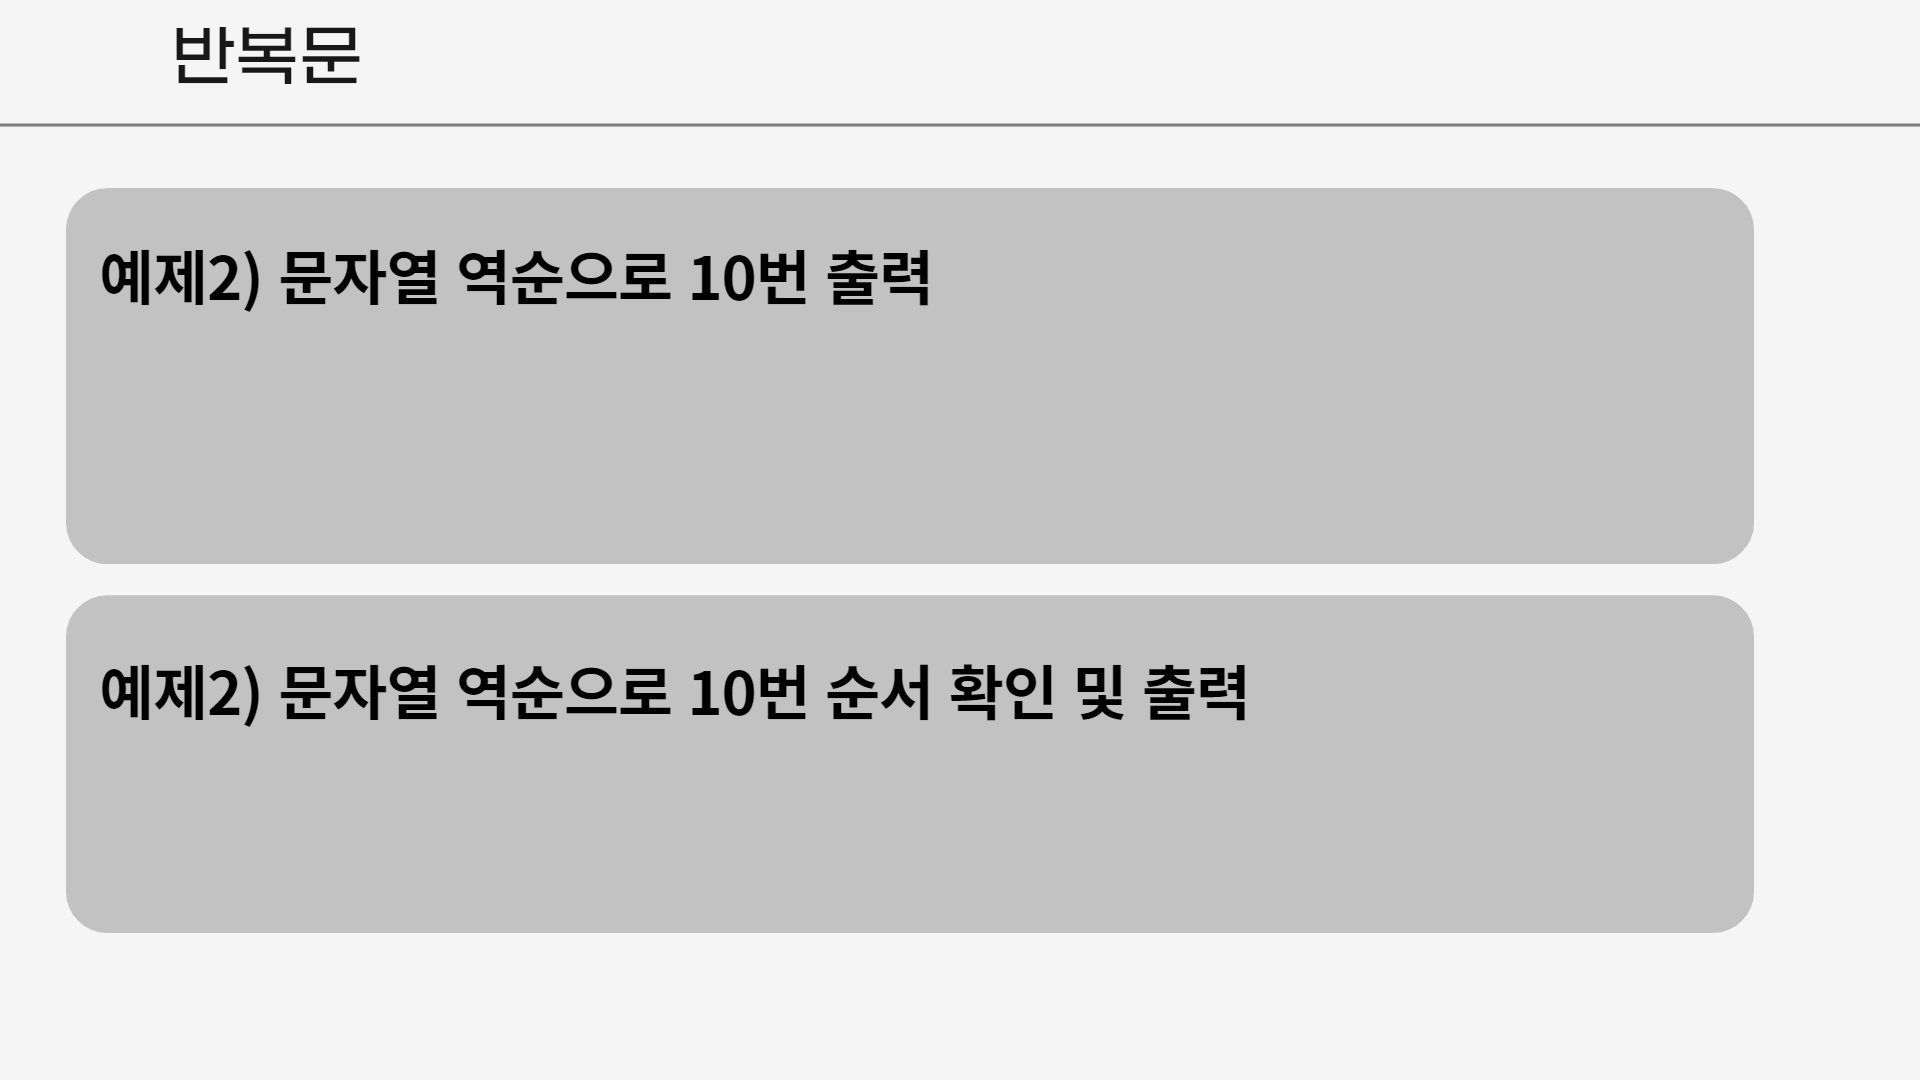 반복문
예제2) 문자열 역순으로 10번 출력
예제2) 문자열 역순으로 10번 순서 확인 및 출력